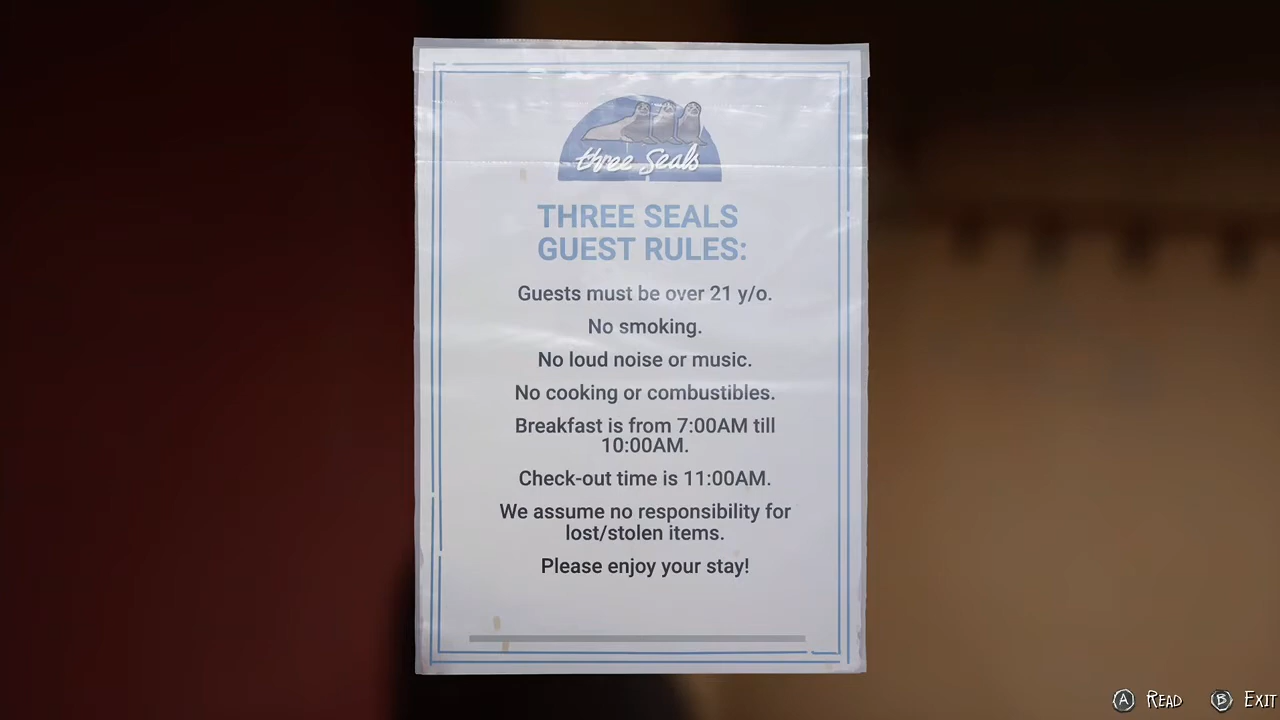 three Seals
THREE SEALS
GUEST RULES:
Guests must be over 21 y/o.
No smoking.
No loud noise or music.
No cooking or combustibles.
Breakfast is from 7:00AM till
10:00AM.
Check-out time is 11:00AM.
We assume no responsibility for
lost/stolen items.
Please enjoy your stay!
A READ B EXIT